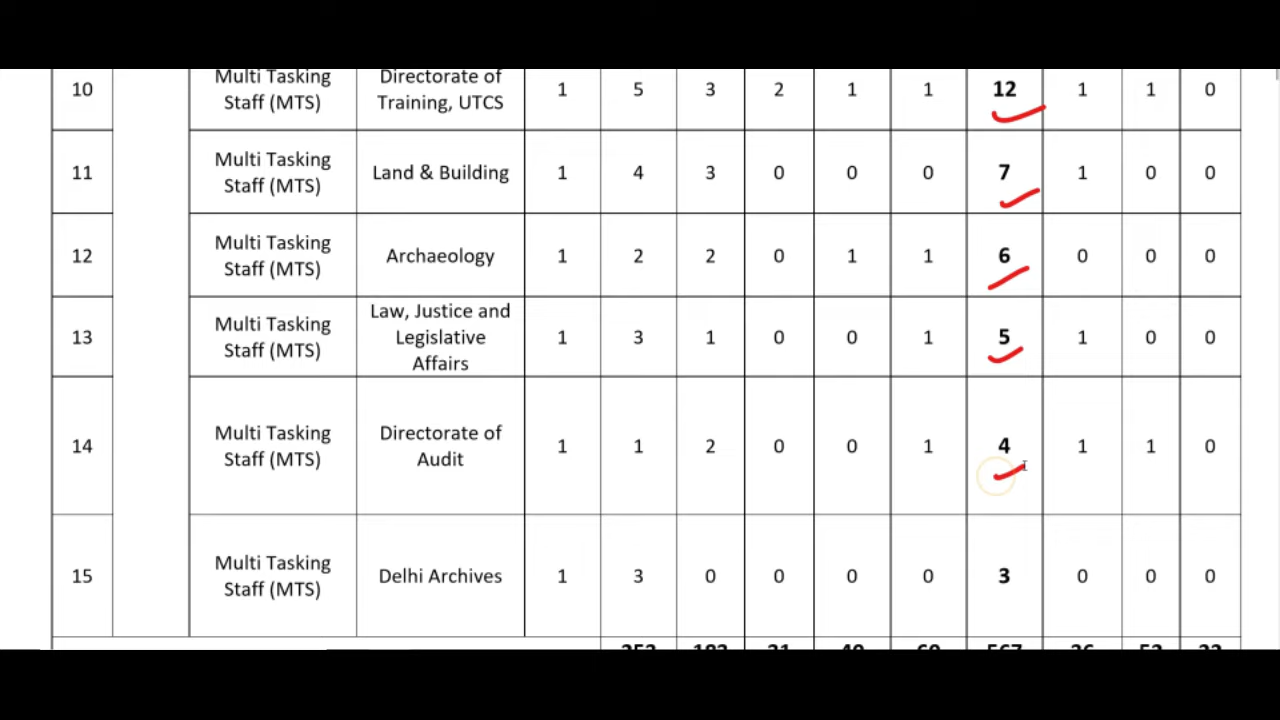 10 Multi Tasking Staff (MTS) Directorate of Training, UTCS 1 5 3 2 1 1 12 1 1 0
11 Multi Tasking Staff (MTS) Land & Building 1 4 3 0 0 0 7 1 0 0
12 Multi Tasking Staff (MTS) Archaeology 1 2 2 0 1 1 6 0 0 0
13 Multi Tasking Staff (MTS) Law, Justice and Legislative Affairs 1 3 1 0 0 1 5 1 0 0
14 Multi Tasking Staff (MTS) Directorate of Audit 1 1 2 0 0 1 4 1 1 0
15 Multi Tasking Staff (MTS) Delhi Archives 1 3 0 0 0 0 3 0 0 0